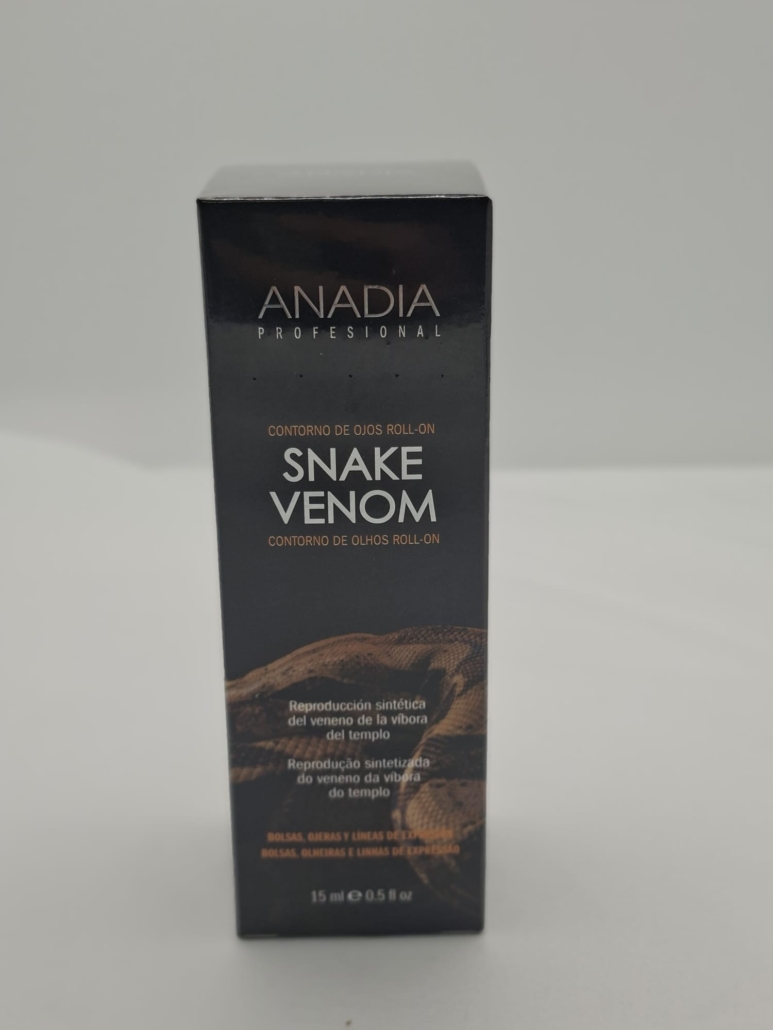 ANADIA
PROFESIONAL
CONTORNO DE OJOS ROLL-ON
SNAKE
VENOM
CONTORNO DE OLHOS ROLL-ON
Reproducción sintética
del veneno de la víbora
del templo
Reprodução sintetizada
do veneno da víbora
do templo
BOLSAS, OJERAS Y LÍNEAS DE EXPRESIÓN
BOLSAS, OLHEIRAS E LINHAS DE EXPRESSÃO
15 ml ℮ 0.5 fl oz